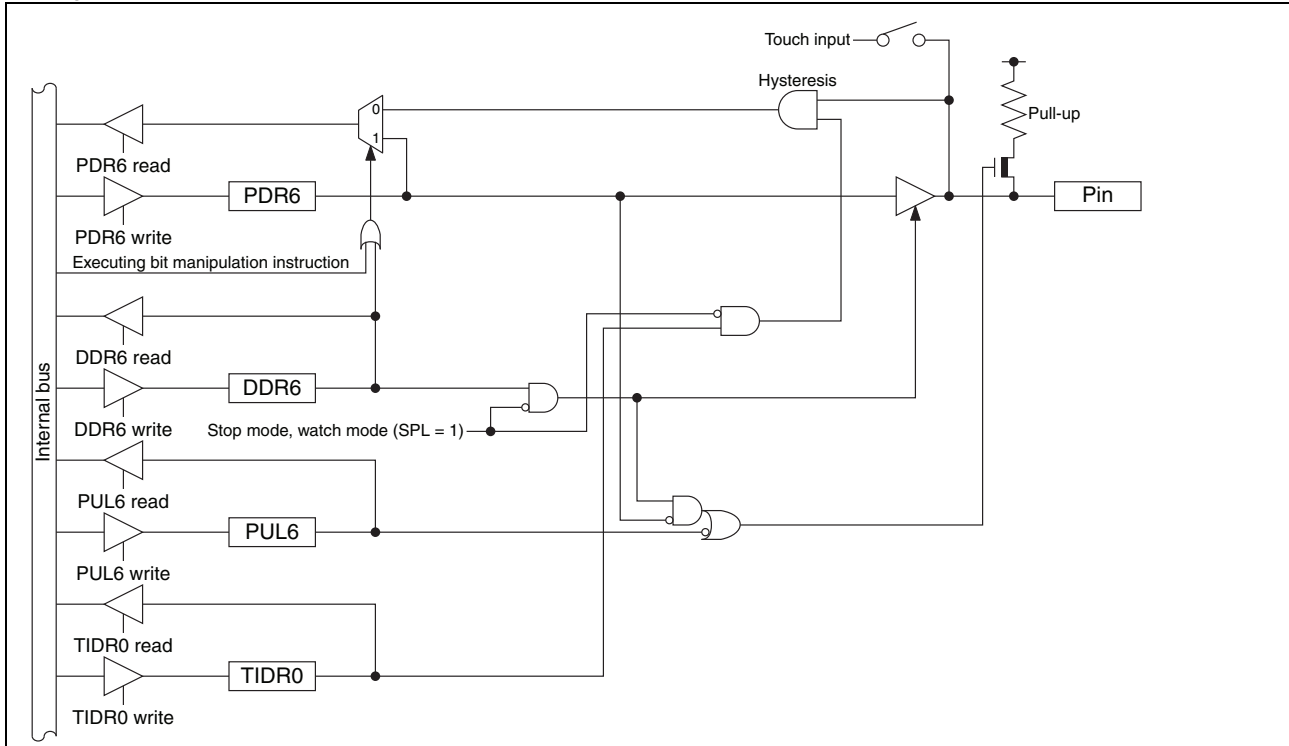 Touch input
Hysteresis
0
Pull-up
1
PDR6 read
PDR6
Pin
PDR6 write
Executing bit manipulation instruction
DDR6 read
Internal bus
DDR6
DDR6 write
Stop mode, watch mode (SPL = 1)
PUL6 read
PUL6
PUL6 write
TIDR0 read
TIDR0
TIDR0 write